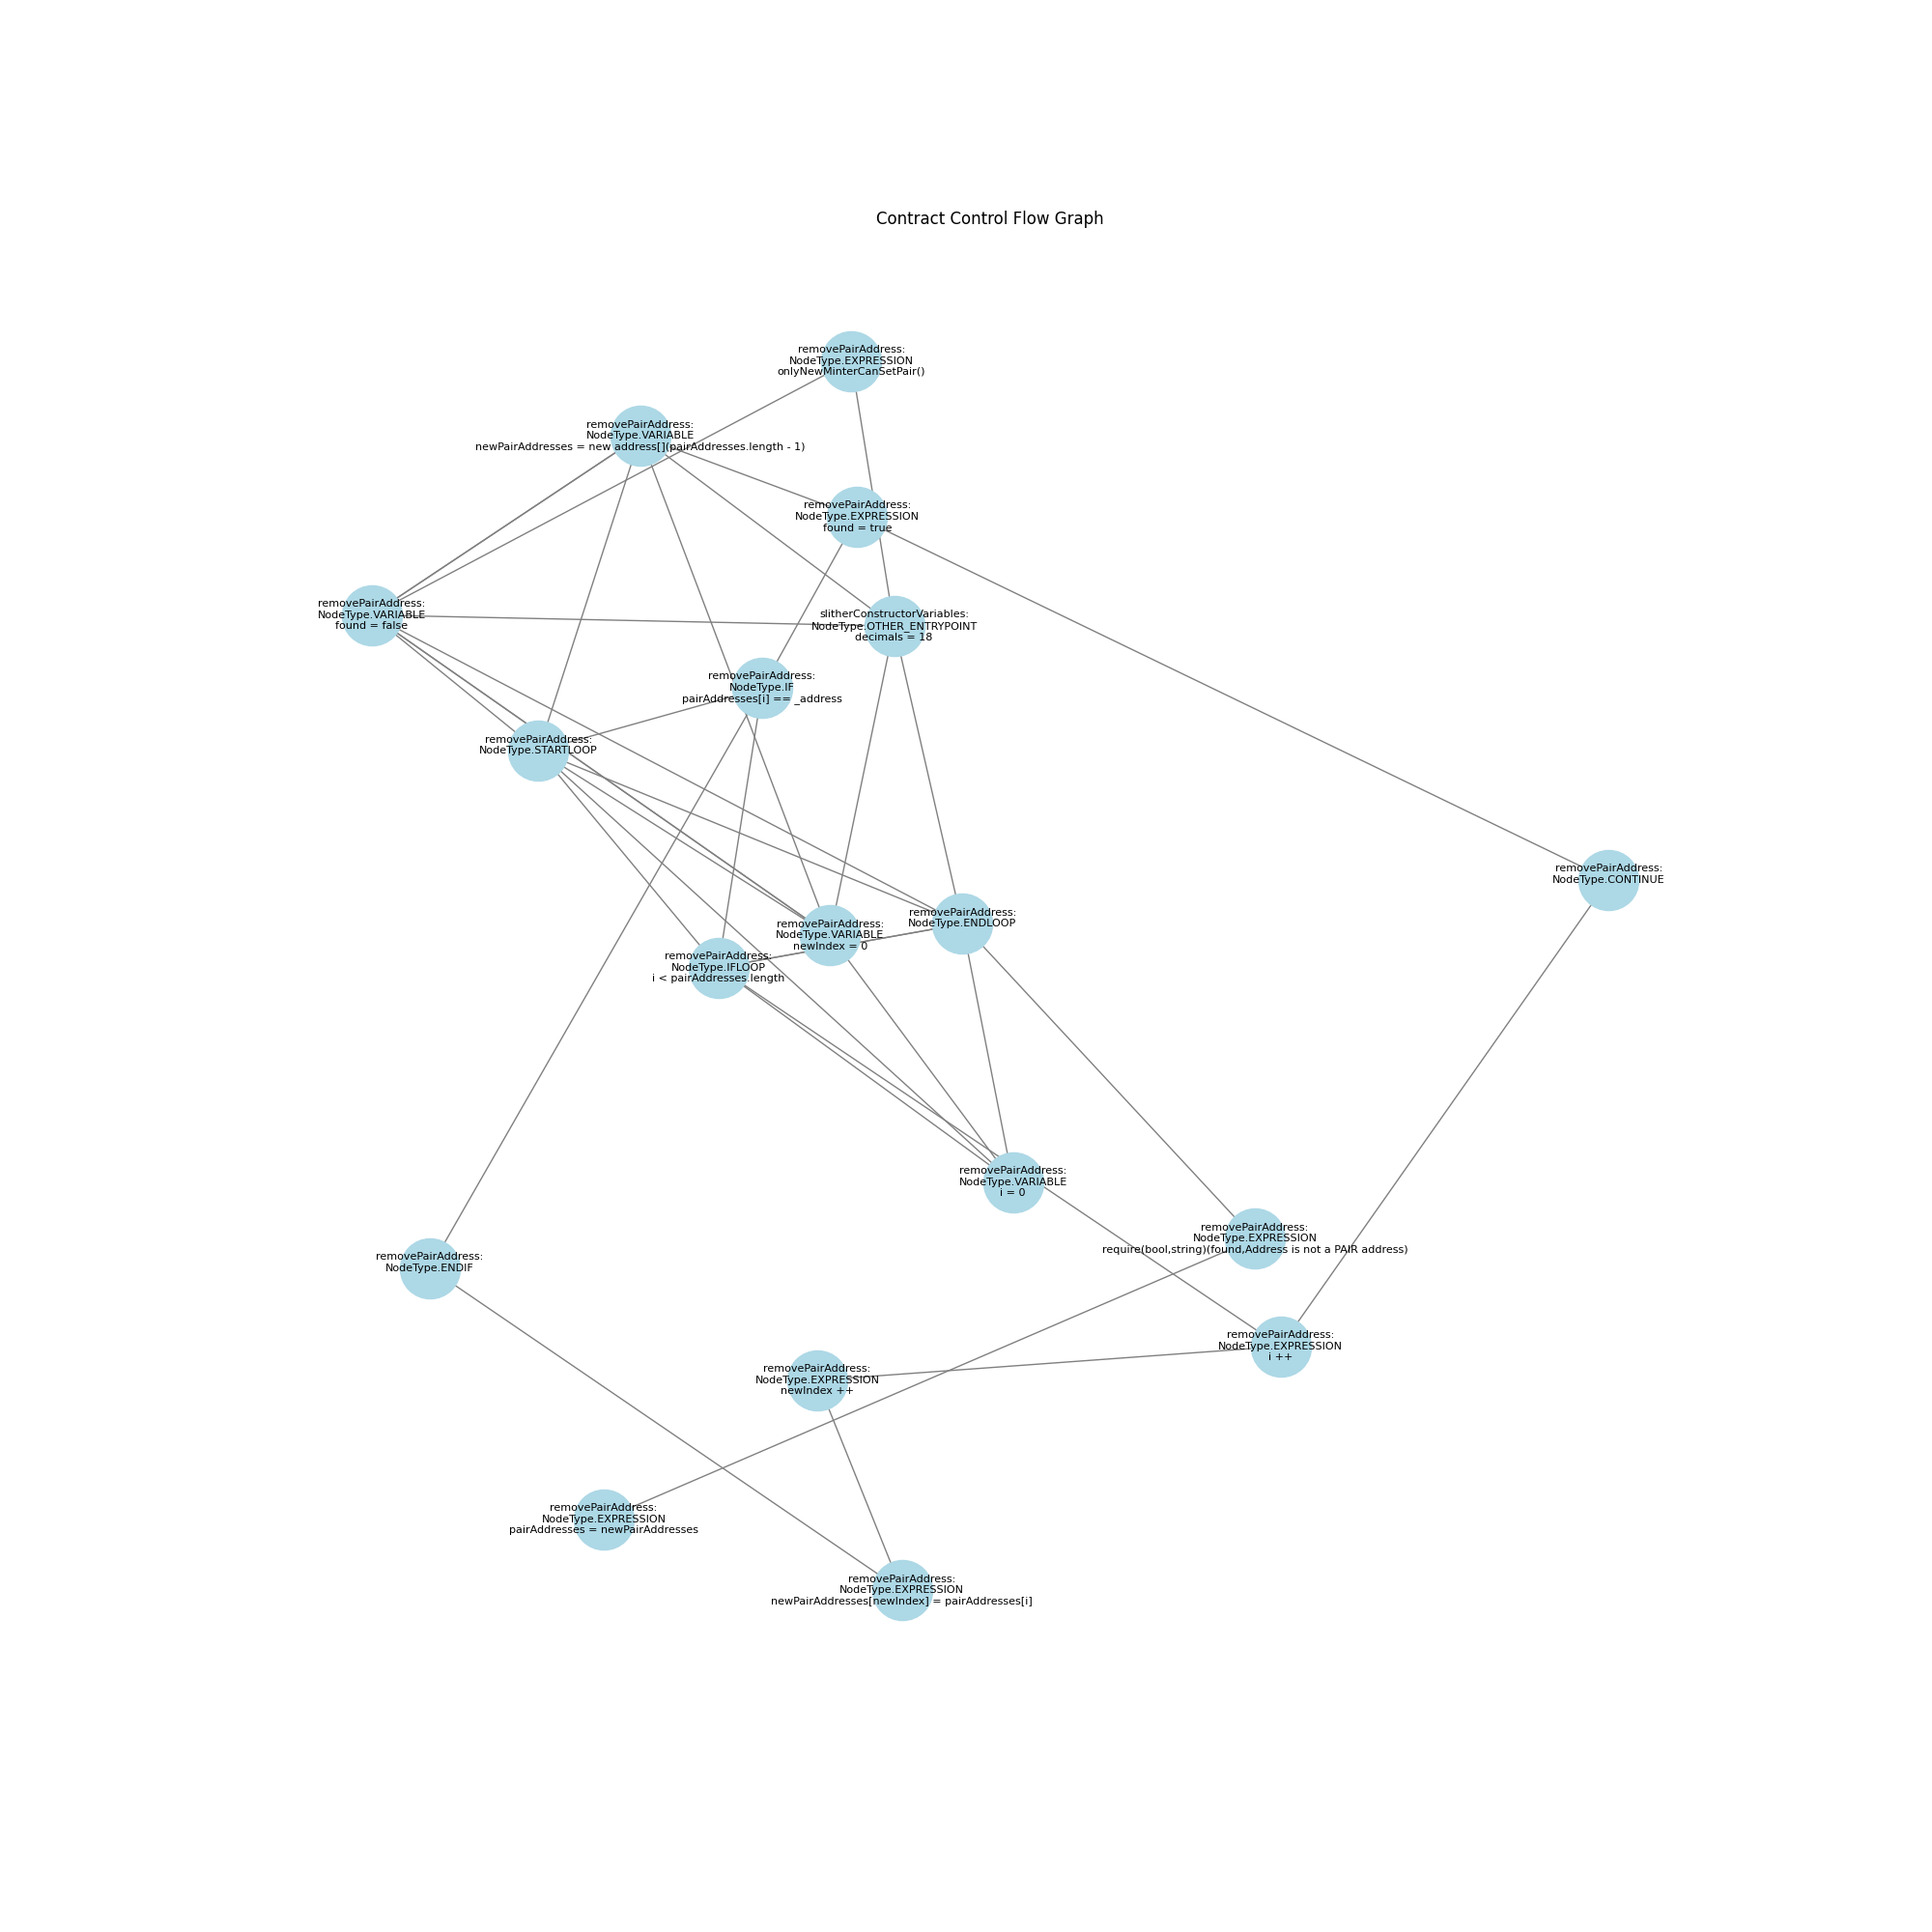 Contract Control Flow Graph
removePairAddress:
NodeType.EXPRESSION
onlyNewMinterCanSetPair()
removePairAddress:
NodeType.VARIABLE
newPairAddresses = new address[](pairAddresses.length - 1)
removePairAddress:
NodeType.EXPRESSION
found = true
removePairAddress:
NodeType.VARIABLE
found = false
slitherConstructorVariables:
NodeType.OTHER_ENTRYPOINT
decimals = 18
removePairAddress:
NodeType.IF
pairAddresses[i] == _address
removePairAddress:
NodeType.STARTLOOP
removePairAddress:
NodeType.CONTINUE
removePairAddress:
NodeType.ENDLOOP
removePairAddress:
NodeType.VARIABLE
newIndex = 0
removePairAddress:
NodeType.IFLOOP
i < pairAddresses.length
removePairAddress:
NodeType.VARIABLE
i = 0
removePairAddress:
NodeType.EXPRESSION
require(bool,string)(found,Address is not a PAIR address)
removePairAddress:
NodeType.ENDIF
removePairAddress:
NodeType.EXPRESSION
i ++
removePairAddress:
NodeType.EXPRESSION
newIndex ++
removePairAddress:
NodeType.EXPRESSION
pairAddresses = newPairAddresses
removePairAddress:
NodeType.EXPRESSION
newPairAddresses[newIndex] = pairAddresses[i]